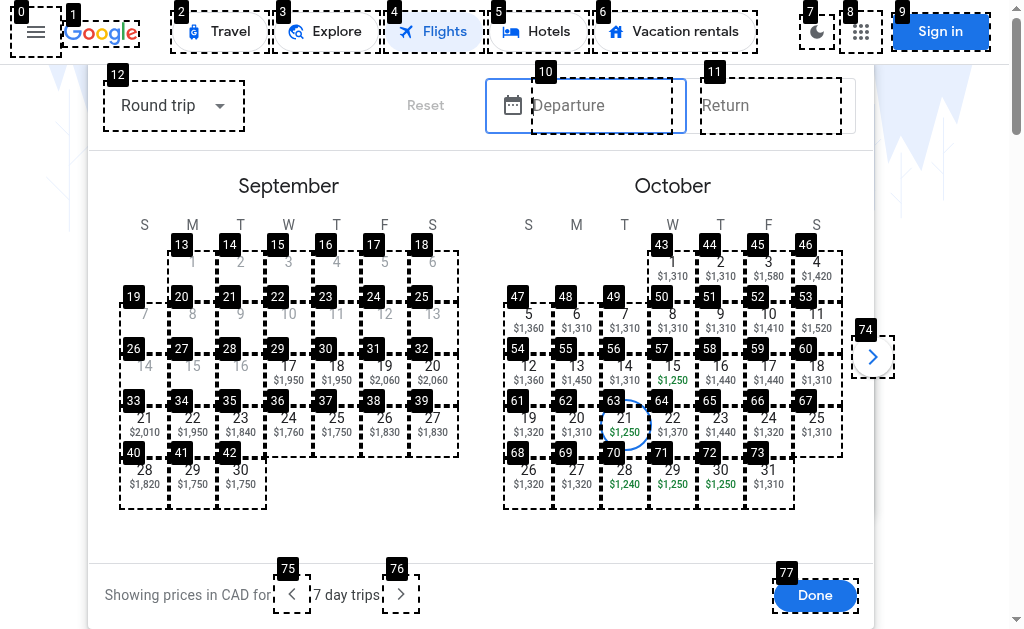 0 1 2 3 4 5 6 7 8 9
Google Travel Explore Flights Hotels Vacation rentals Sign in
12 10 11
Round trip Reset Departure Return
September
S M T W T F S
13 14 15 16 17 18
1 2 3 4 5 6
19 20 21 22 23 24 25
7 8 9 10 11 12 13
26 27 28 29 30 31 32
14 15 16 17 18 19 20
$1,950 $1,950 $2,060 $2,060
33 34 35 36 37 38 39
21 22 23 24 25 26 27
$2,010 $1,950 $1,840 $1,760 $1,750 $1,830 $1,830
40 41 42
28 29 30
$1,820 $1,750 $1,750
October
S M T W T F S
43 44 45 46
1 2 3 4
$1,310 $1,310 $1,580 $1,420
47 48 49 50 51 52 53
5 6 7 8 9 10 11
$1,360 $1,310 $1,310 $1,310 $1,310 $1,410 $1,520
54 55 56 57 58 59 60
12 13 14 15 16 17 18
$1,360 $1,450 $1,310 $1,250 $1,440 $1,440 $1,310
61 62 63 64 65 66 67
19 20 21 22 23 24 25
$1,320 $1,310 $1,250 $1,370 $1,440 $1,320 $1,310
68 69 70 71 72 73
26 27 28 29 30 31
$1,320 $1,320 $1,240 $1,250 $1,250 $1,310
74
75 76 77
Showing prices in CAD for 7 day trips Done